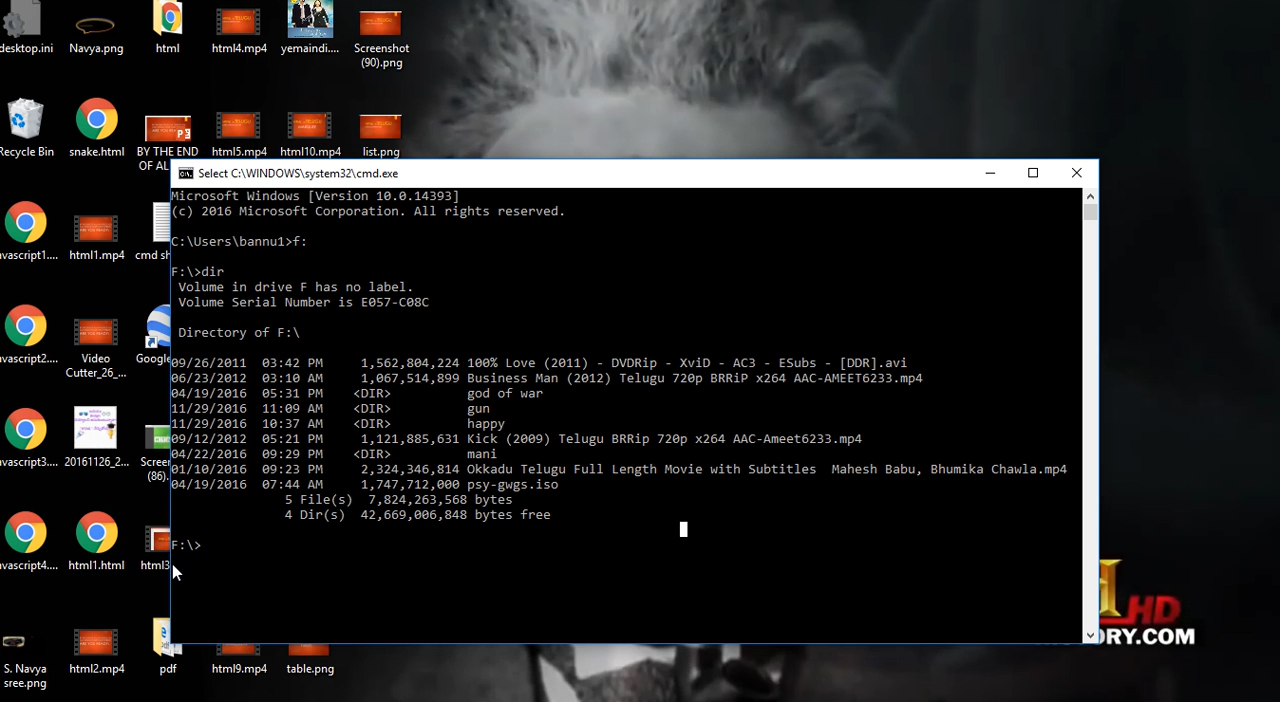 desktop.ini
Navya.png
html
html4.mp4
yemaindi....
Screenshot
(90).png
Recycle Bin
snake.html
BY THE END
OF AL
html5.mp4
html10.mp4
list.png
Select C:\WINDOWS\system32\cmd.exe
Microsoft Windows [Version 10.0.14393]
(c) 2016 Microsoft Corporation. All rights reserved.
C:\Users\bannu1>f:
F:\>dir
Volume in drive F has no label.
Volume Serial Number is E057-C08C
Directory of F:\
09/26/2011  03:42 PM     1,562,804,224 100% Love (2011) - DVDRip - XviD - AC3 - ESubs - [DDR].avi
06/23/2012  03:10 AM     1,067,514,899 Business Man (2012) Telugu 720p BRRiP x264 AAC-AMEET6233.mp4
04/19/2016  05:31 PM    <DIR>          god of war
11/29/2016  11:09 AM    <DIR>          gun
11/29/2016  10:37 AM    <DIR>          happy
09/12/2012  05:21 PM     1,121,885,631 Kick (2009) Telugu BRRip 720p x264 AAC-Ameet6233.mp4
04/22/2016  09:29 PM    <DIR>          mani
01/10/2016  09:23 PM     2,324,346,814 Okkadu Telugu Full Length Movie with Subtitles  Mahesh Babu, Bhumika Chawla.mp4
04/19/2016  07:44 AM     1,747,712,000 psy-gwgs.iso
5 File(s)  7,824,263,568 bytes
4 Dir(s)  42,669,006,848 bytes free
F:\>
avascript1....
html1.mp4
cmd sh
avascript2....
Video
Cutter_26_...
Google
avascript3....
20161126_2...
Screen
(86).
avascript4....
html1.html
html3
S. Navya
sree.png
html2.mp4
pdf
html9.mp4
table.png
HD
ORY.COM